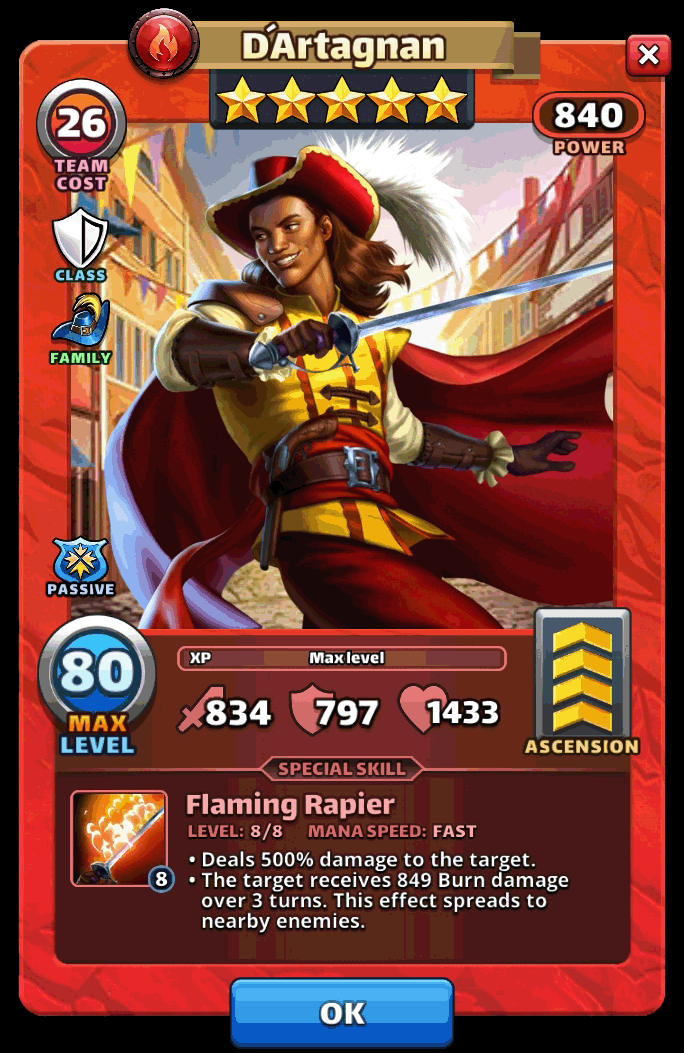 D'Artagnan
26
TEAM
COST
840
POWER
CLASS
FAMILY
PASSIVE
80
MAX
LEVEL
XP Max level
834 797 1433
ASCENSION
SPECIAL SKILL
Flaming Rapier
LEVEL: 8/8 MANA SPEED: FAST
8
• Deals 500% damage to the target.
• The target receives 849 Burn damage
over 3 turns. This effect spreads to
nearby enemies.
OK